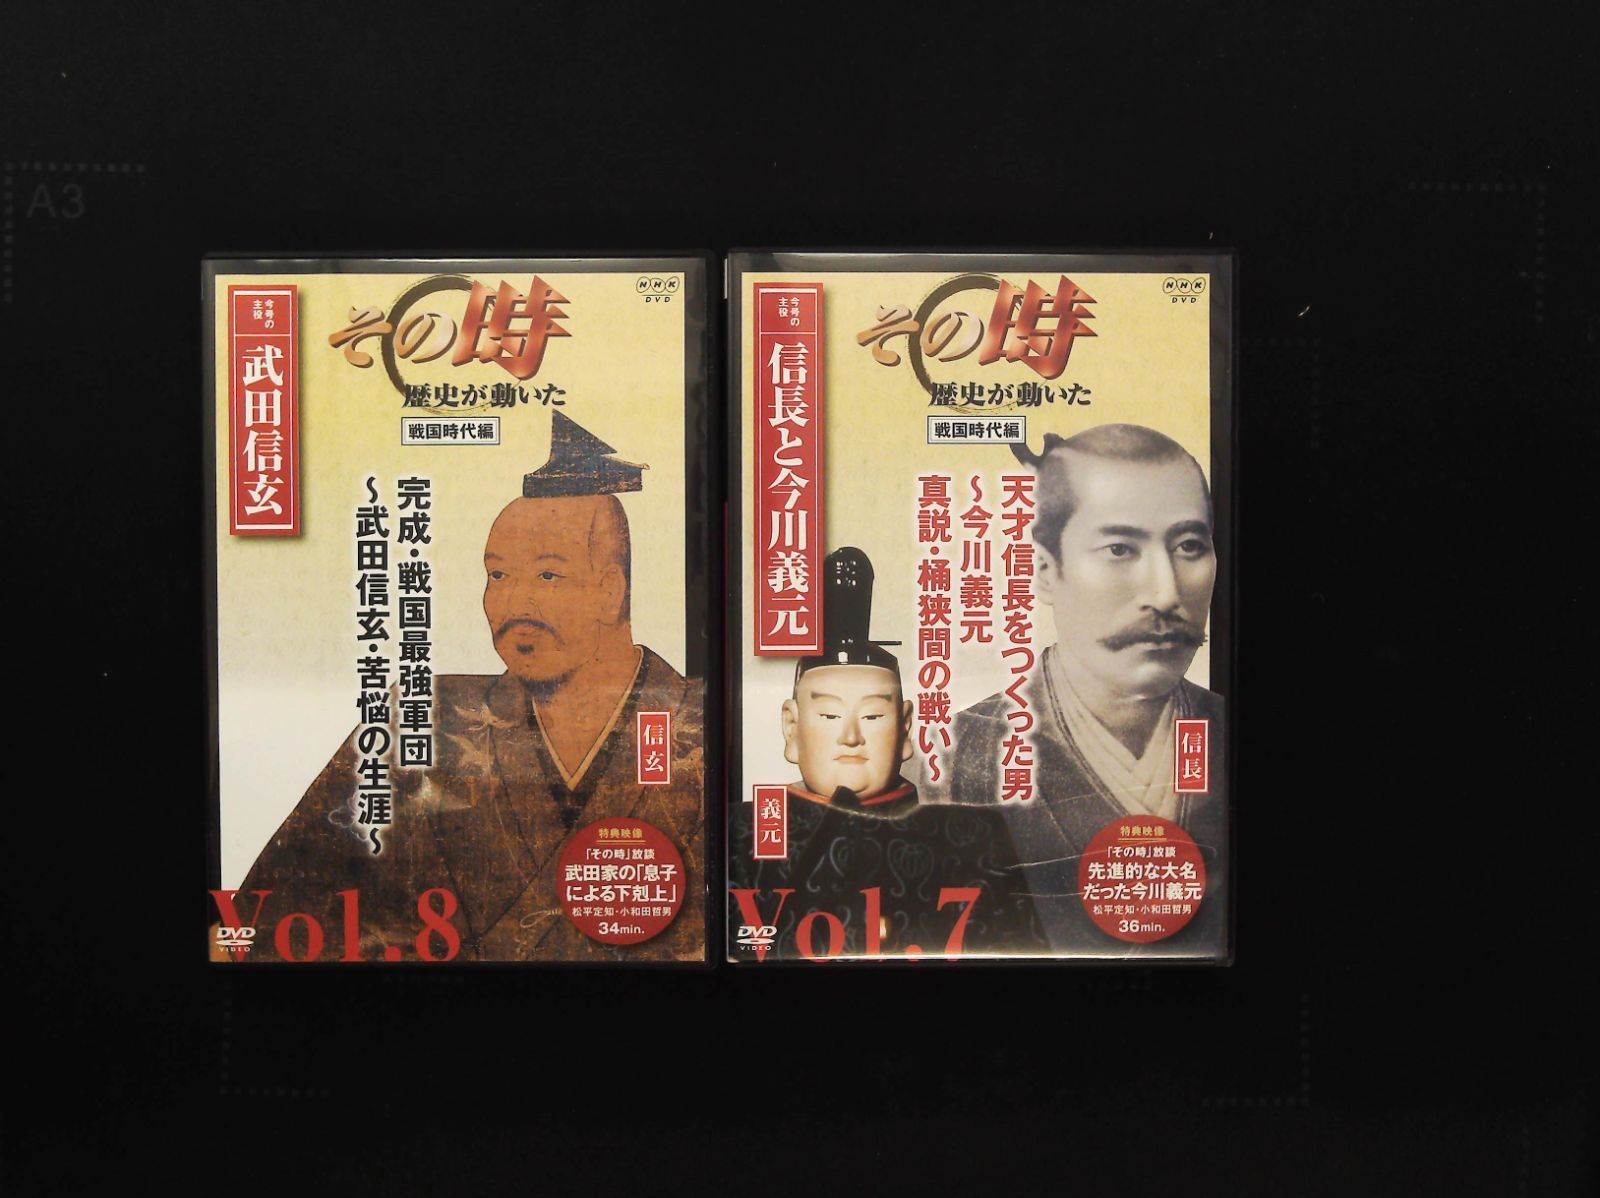 A3
今号の
主役
武田信玄
その時
歴史が動いた
戦国時代編
NHK
DVD
完成・戦国最強軍団
～武田信玄・苦悩の生涯～
信玄
特典映像
「その時」放談
武田家の「息子
による下剋上」
松平定知・小和田哲男
34min.
Vol.8
DVD
VIDEO
今号の
主役
信長と今川義元
その時
歴史が動いた
戦国時代編
NHK
DVD
天才信長をつくった男
～今川義元
真説・桶狭間の戦い～
信長
義元
特典映像
「その時」放談
先進的な大名
だった今川義元
松平定知・小和田哲男
36min.
Vol.7
DVD
VIDEO